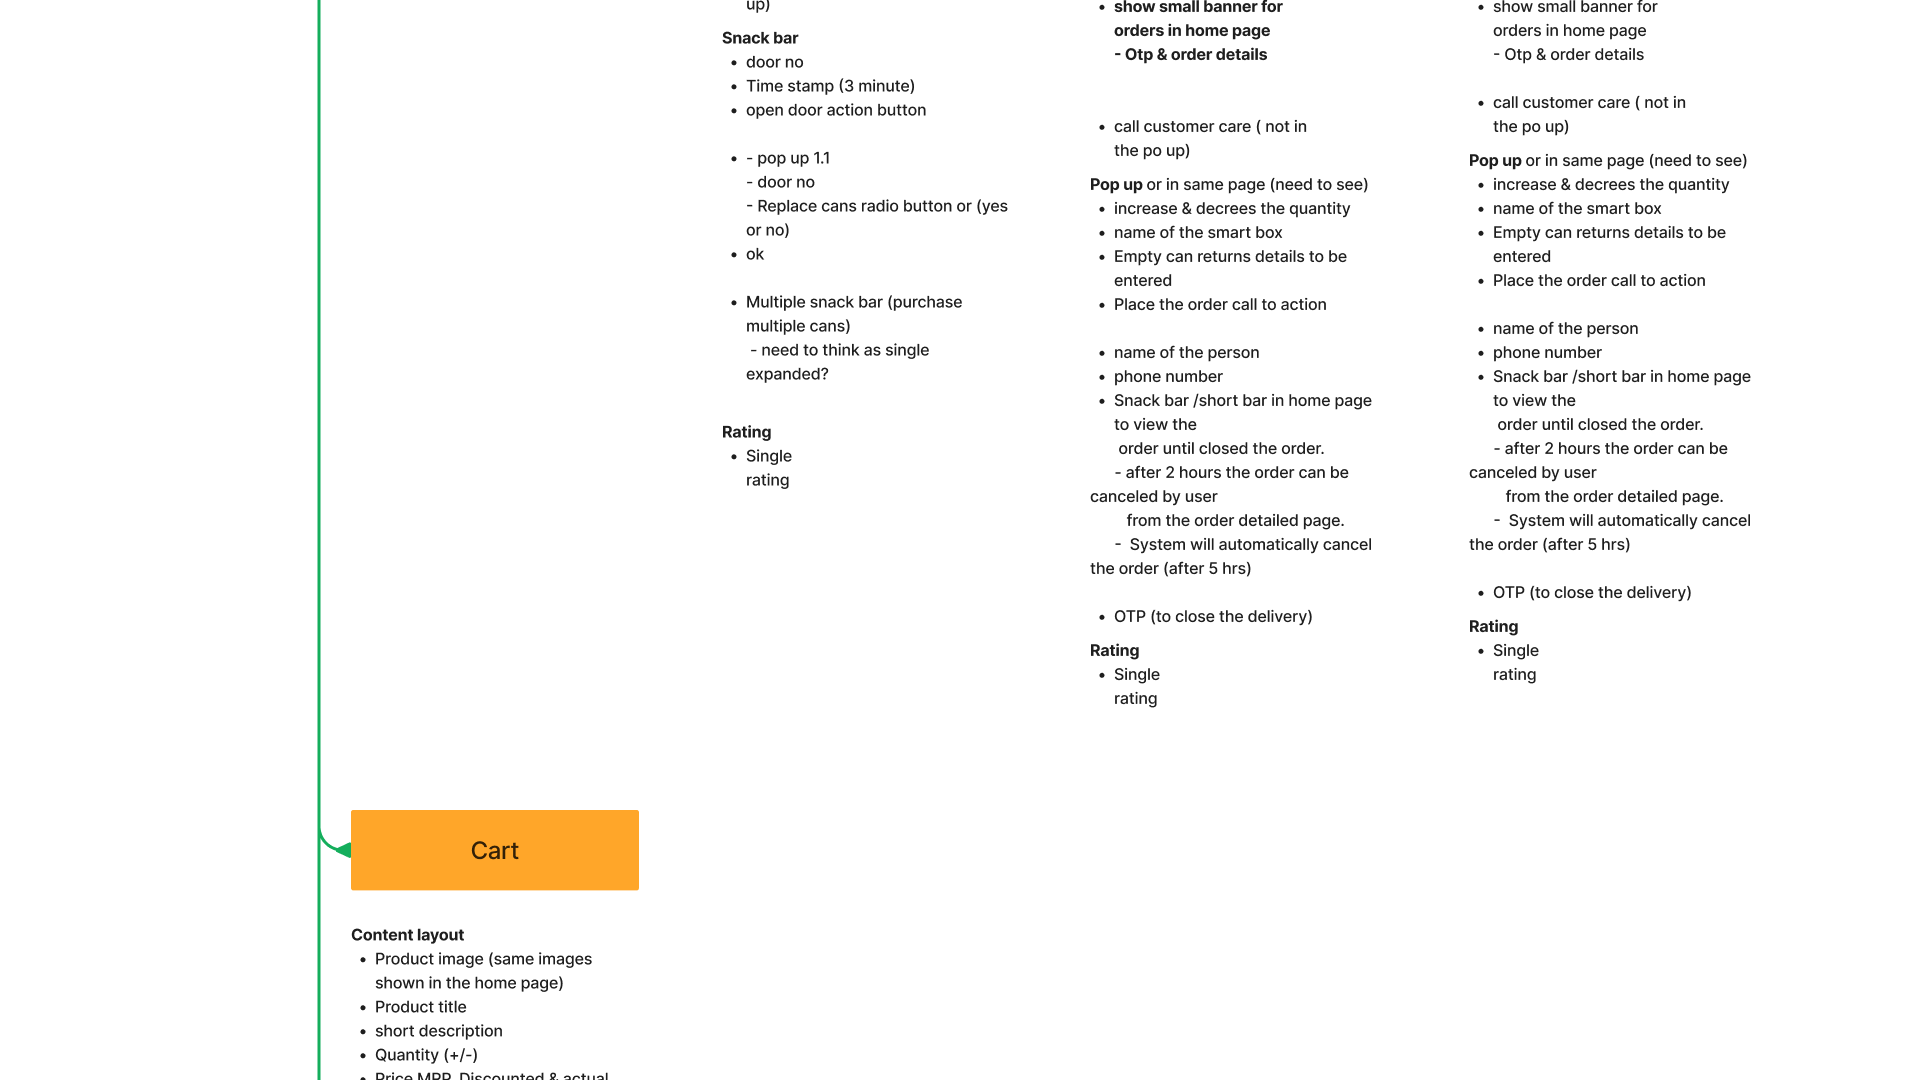 up)
Snack bar
• door no
• Time stamp (3 minute)
• open door action button
• - pop up 1.1
- door no
- Replace cans radio button or (yes
or no)
• ok
• Multiple snack bar (purchase
multiple cans)
- need to think as single
expanded?
Rating
• Single
rating
• show small banner for
orders in home page
- Otp & order details
• call customer care ( not in
the po up)
Pop up or in same page (need to see)
• increase & decrees the quantity
• name of the smart box
• Empty can returns details to be
entered
• Place the order call to action
• name of the person
• phone number
• Snack bar /short bar in home page
to view the
order until closed the order.
- after 2 hours the order can be
canceled by user
from the order detailed page.
- System will automatically cancel
the order (after 5 hrs)
• OTP (to close the delivery)
Rating
• Single
rating
• show small banner for
orders in home page
- Otp & order details
• call customer care ( not in
the po up)
Pop up or in same page (need to see)
• increase & decrees the quantity
• name of the smart box
• Empty can returns details to be
entered
• Place the order call to action
• name of the person
• phone number
• Snack bar /short bar in home page
to view the
order until closed the order.
- after 2 hours the order can be
canceled by user
from the order detailed page.
- System will automatically cancel
the order (after 5 hrs)
• OTP (to close the delivery)
Rating
• Single
rating
Cart
Content layout
• Product image (same images
shown in the home page)
• Product title
• short description
• Quantity (+/-)
• Price MRP, Discounted & actual